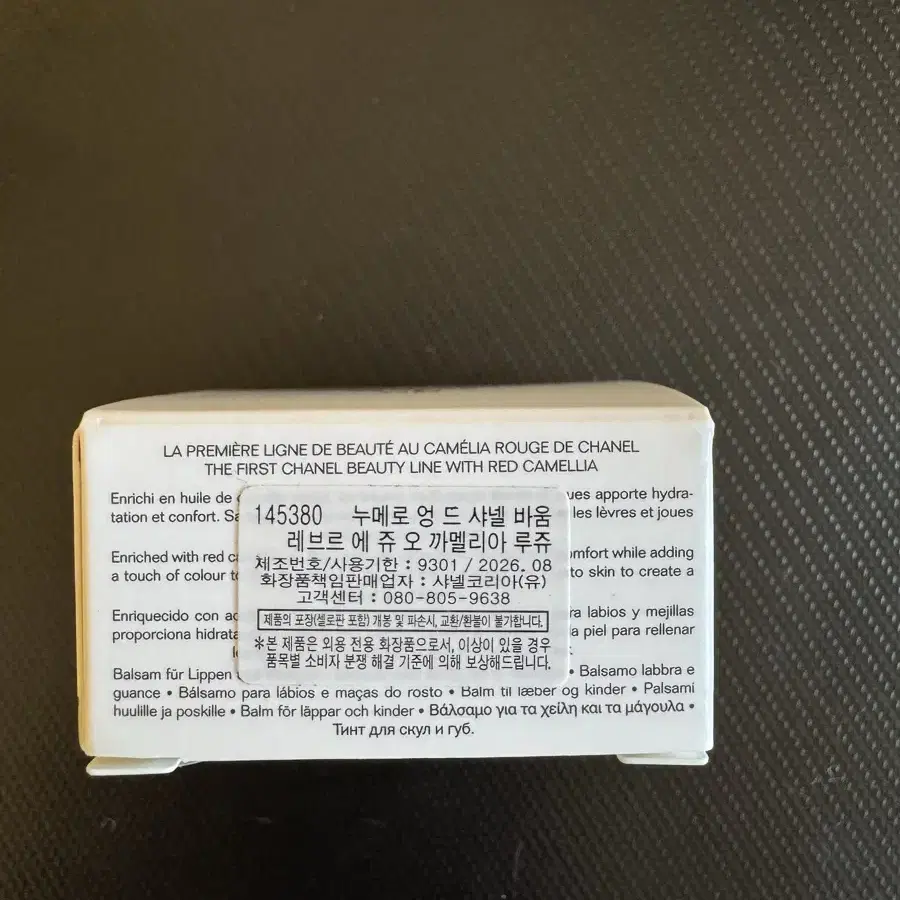 LA PREMIÈRE LIGNE DE BEAUTÉ AU CAMÉLIA ROUGE DE CHANEL
THE FIRST CHANEL BEAUTY LINE WITH RED CAMELLIA
Enrichi en huile de
ues apporte hydra-
tation et confort.
les lèvres et joues
Enriched with red
omfort while adding
a touch of colour
to skin to create a
Enriquecido con
ra labios y mejillas
proporciona
a piel para rellenar
145380 누메로 엉 드 샤넬 바움
레브르 에 쥬 오 까멜리아 루쥬
제조번호/사용기한 : 9301 / 2026. 08
화장품책임판매업자 : 샤넬코리아(유)
고객센터 : 080-805-9638
제품의 포장(셀로판 포함) 개봉 및 파손시, 교환/환불이 불가합니다.
*본 제품은 외용 전용 화장품으로서, 이상이 있을 경우
품목별 소비자 분쟁 해결 기준에 의해 보상해드립니다.
Balsam für Lippen
• Balsamo labbra e
guance • Bálsamo para lábios e maças do rosto • Balm til læber og kinder • Palsami
huulille ja poskille • Balm för läppar och kinder • Βάλσαμο για τα χείλη και τα μάγουλα •
Тинт для скул и губ.